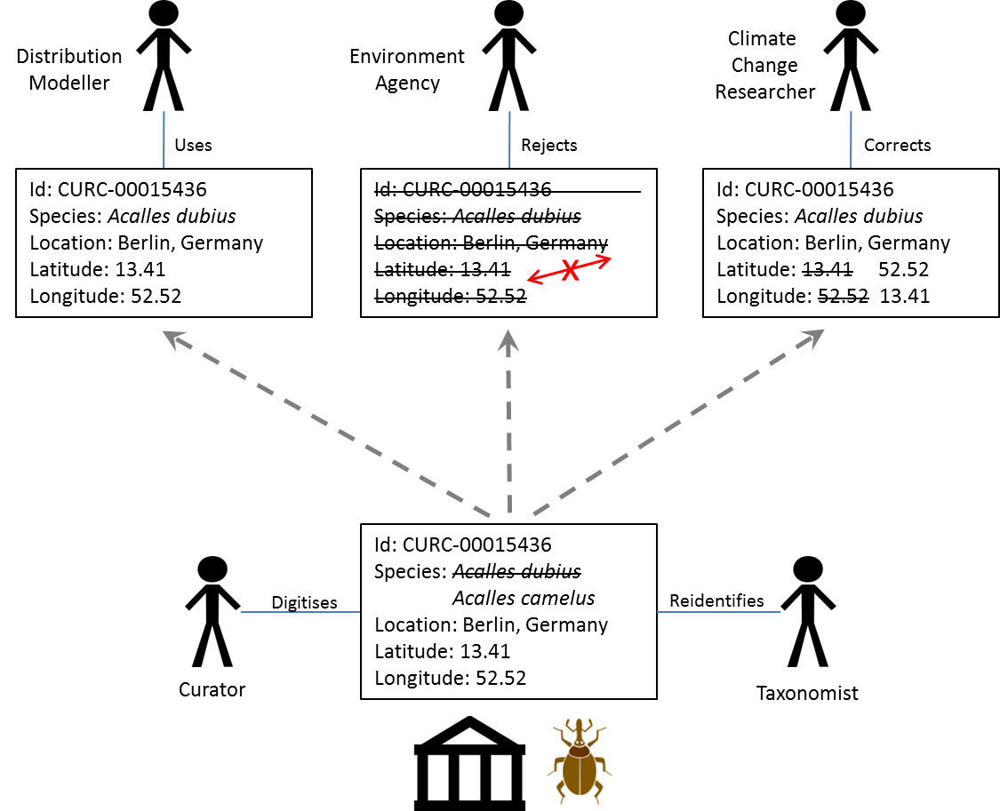 Distribution
Modeller
Environment
Agency
Climate
Change
Researcher
Uses
Rejects
Corrects
Id: CURC-00015436
Species: Acalles dubius
Location: Berlin, Germany
Latitude: 13.41
Longitude: 52.52
Id: CURC-00015436
Species: Acalles dubius
Location: Berlin, Germany
Latitude: 13.41
Longitude: 52.52
X
Id: CURC-00015436
Species: Acalles dubius
Location: Berlin, Germany
Latitude: 13.41 52.52
Longitude: 52.52 13.41
Id: CURC-00015436
Species: Acalles dubius
Acalles camelus
Location: Berlin, Germany
Latitude: 13.41
Longitude: 52.52
Digitises
Reidentifies
Curator
Taxonomist